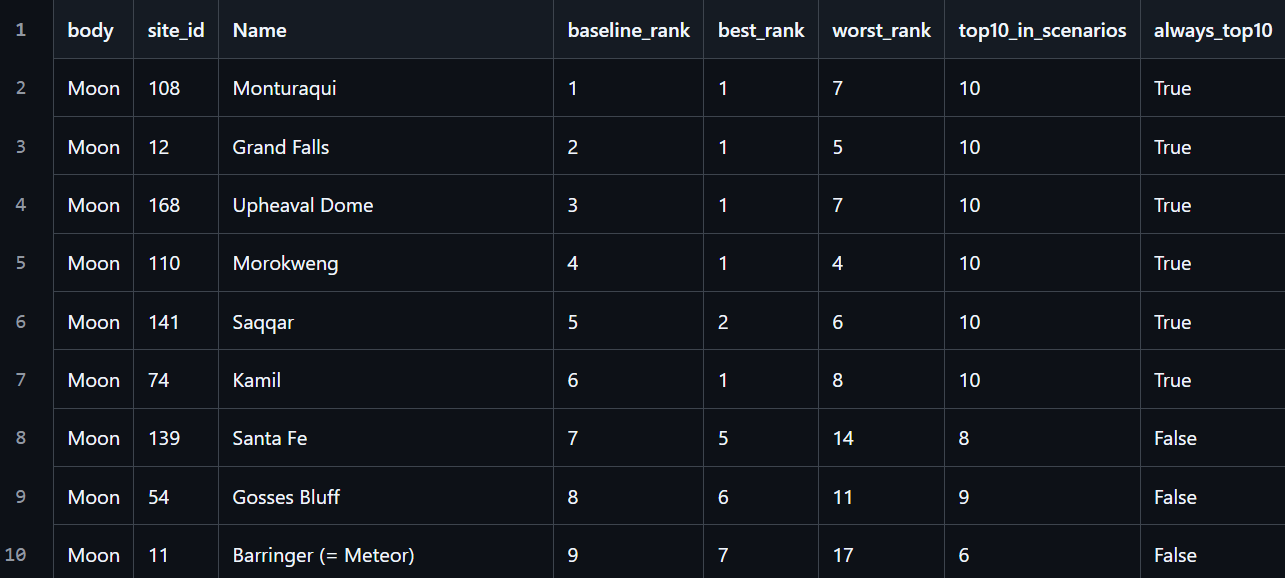 1 body site_id Name baseline_rank best_rank worst_rank top10_in_scenarios always_top10
2 Moon 108 Monturaqui 1 1 7 10 True
3 Moon 12 Grand Falls 2 1 5 10 True
4 Moon 168 Upheaval Dome 3 1 7 10 True
5 Moon 110 Morokweng 4 1 4 10 True
6 Moon 141 Saqqar 5 2 6 10 True
7 Moon 74 Kamil 6 1 8 10 True
8 Moon 139 Santa Fe 7 5 14 8 False
9 Moon 54 Gosses Bluff 8 6 11 9 False
10 Moon 11 Barringer (= Meteor) 9 7 17 6 False